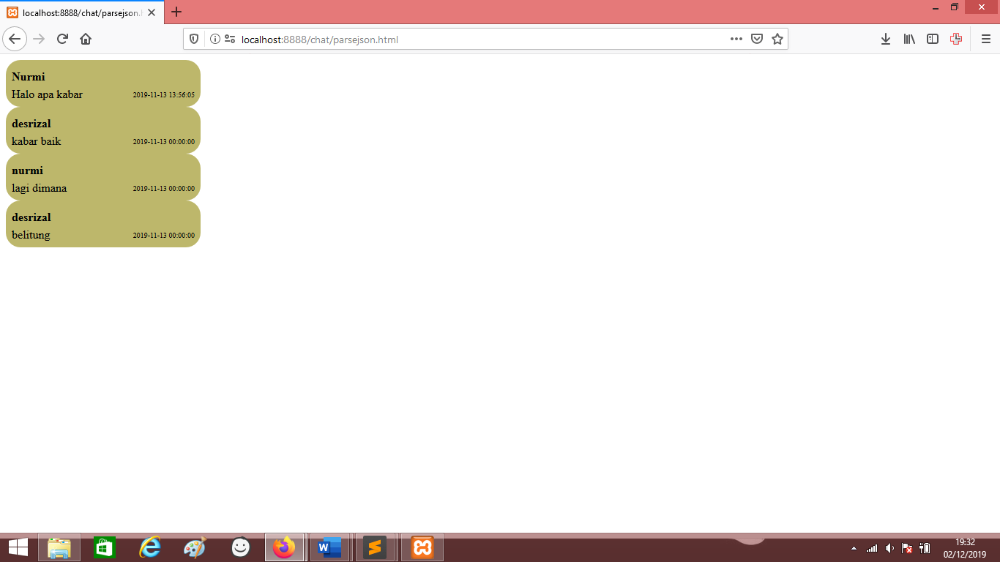 localhost:8888/chat/parsejson.h
localhost:8888/chat/parsejson.html
Nurmi
Halo apa kabar 2019-11-13 13:56:05
desrizal
kabar baik 2019-11-13 00:00:00
nurmi
lagi dimana 2019-11-13 00:00:00
desrizal
belitung 2019-11-13 00:00:00
19:32
02/12/2019